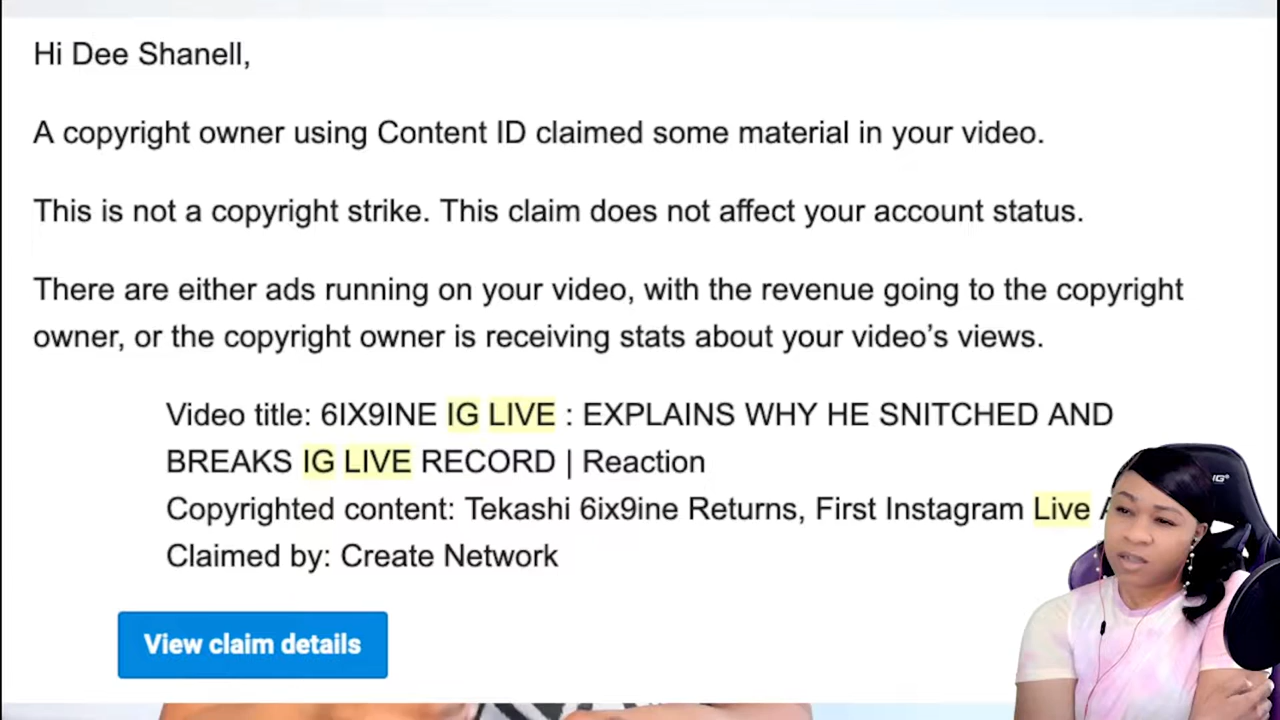 Hi Dee Shanell,
A copyright owner using Content ID claimed some material in your video.
This is not a copyright strike. This claim does not affect your account status.
There are either ads running on your video, with the revenue going to the copyright
owner, or the copyright owner is receiving stats about your video’s views.
Video title: 6IX9INE IG LIVE : EXPLAINS WHY HE SNITCHED AND
BREAKS IG LIVE RECORD | Reaction
Copyrighted content: Tekashi 6ix9ine Returns, First Instagram Live
Claimed by: Create Network
View claim details